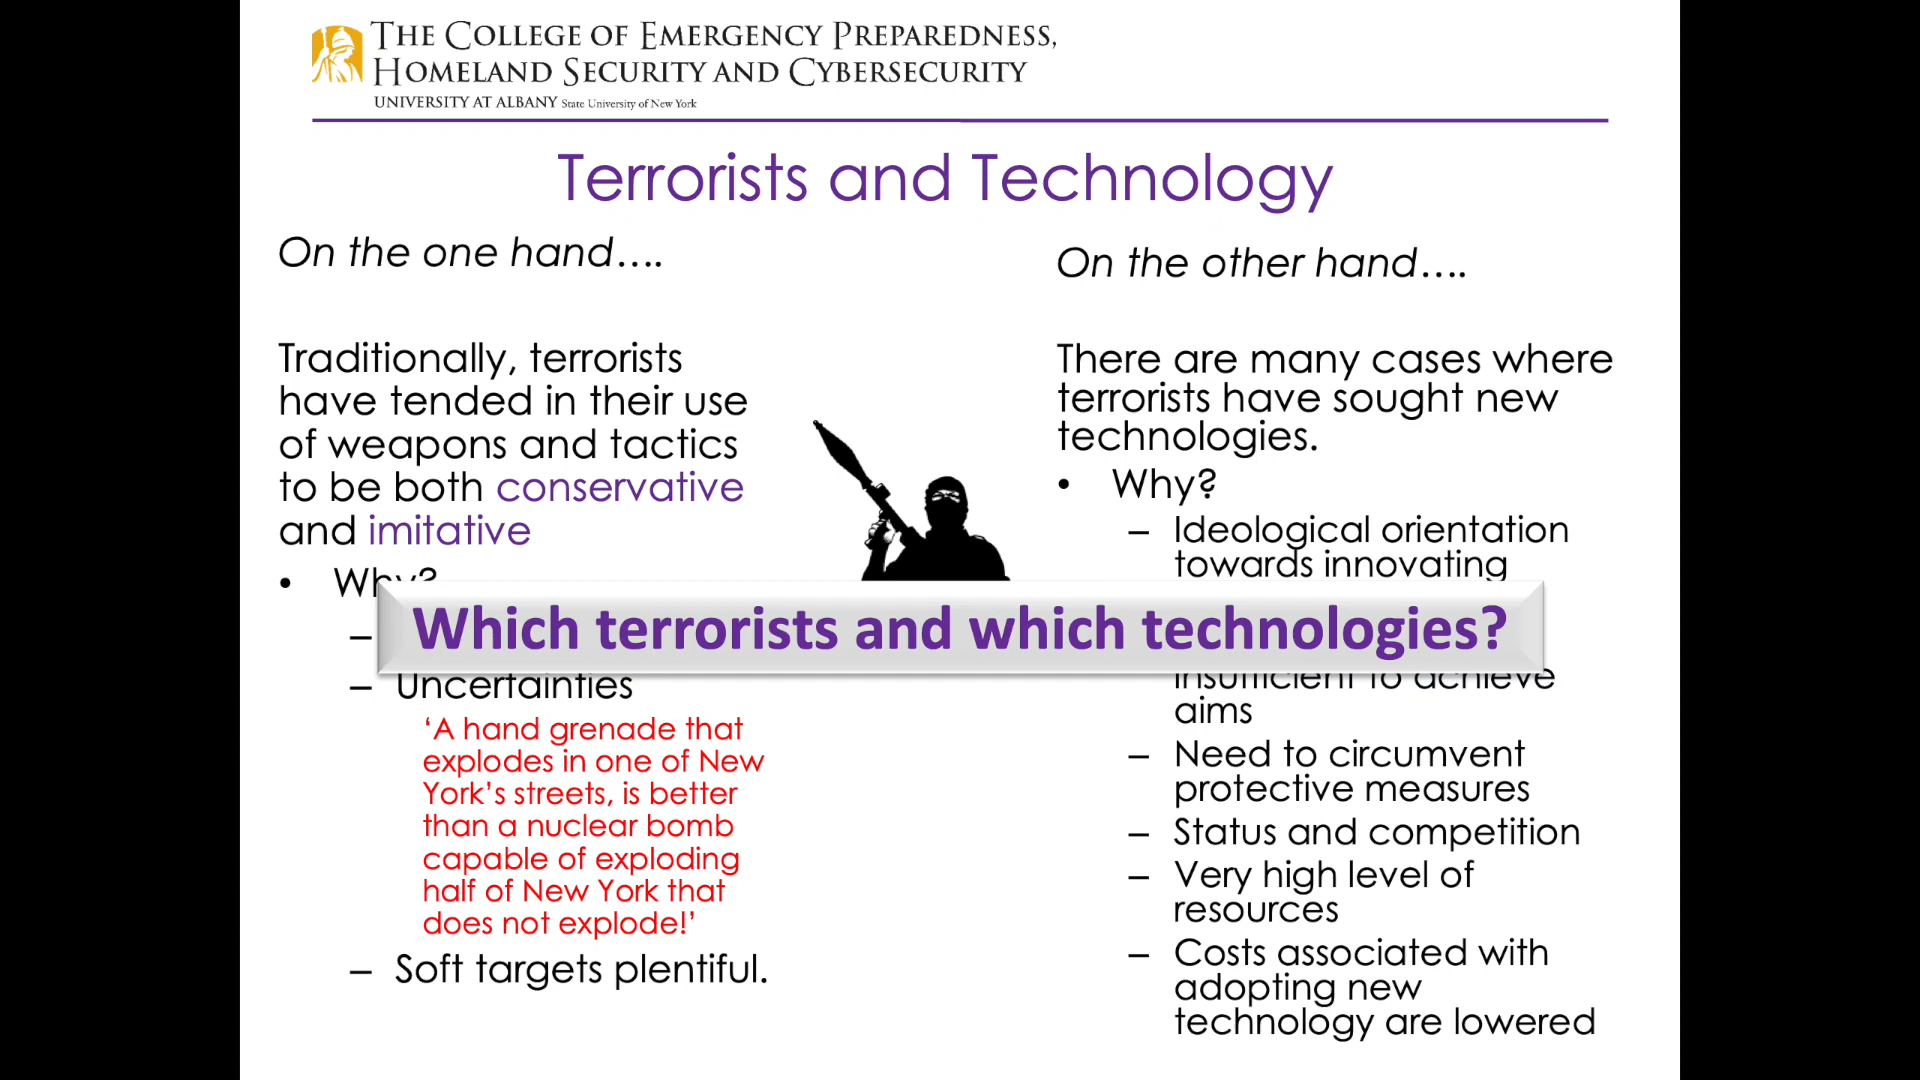 THE COLLEGE OF EMERGENCY PREPAREDNESS,
HOMELAND SECURITY AND CYBERSECURITY
UNIVERSITY AT ALBANY State University of New York
Terrorists and Technology
On the one hand….
Traditionally, terrorists
have tended in their use
of weapons and tactics
to be both conservative
and imitative
• Why?
–
– Uncertainties
‘A hand grenade that
explodes in one of New
York’s streets, is better
than a nuclear bomb
capable of exploding
half of New York that
does not explode!’
– Soft targets plentiful.
On the other hand….
There are many cases where
terrorists have sought new
technologies.
• Why?
– Ideological orientation
towards innovating
insufficient to achieve
aims
– Need to circumvent
protective measures
– Status and competition
– Very high level of
resources
– Costs associated with
adopting new
technology are lowered
Which terrorists and which technologies?